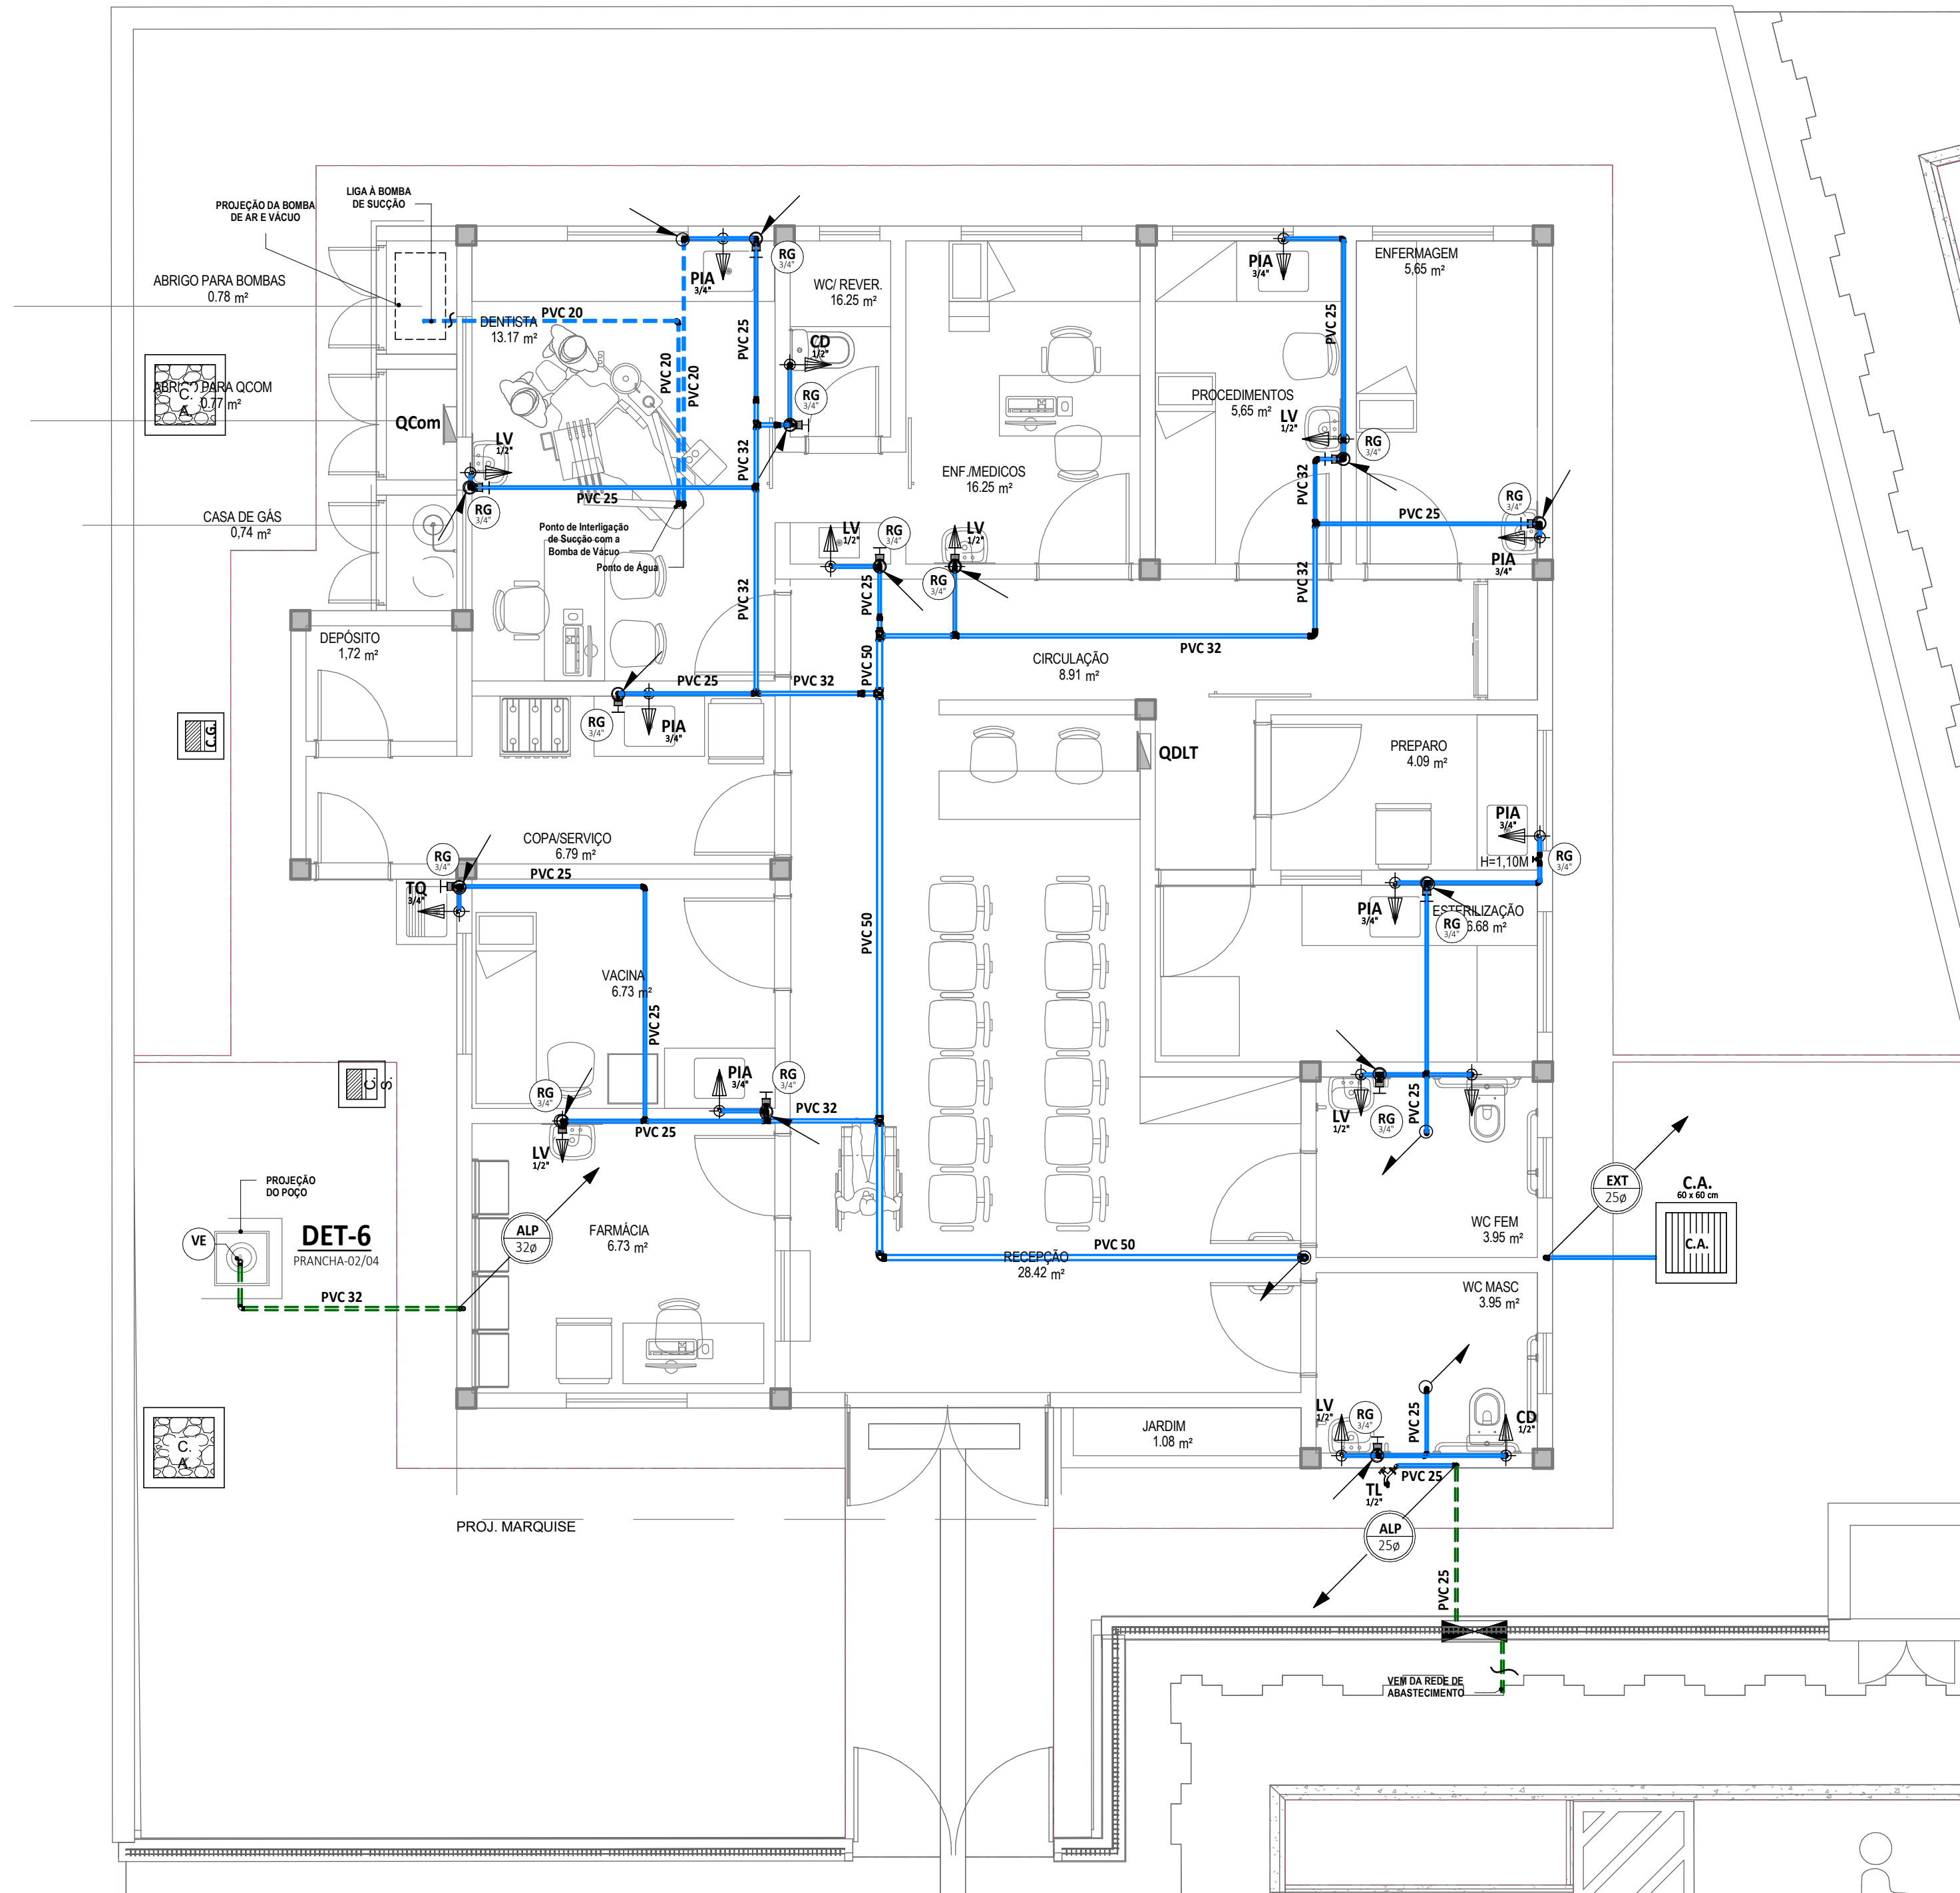 LIGA À BOMBA
DE SUCÇÃO
PROJEÇÃO DA BOMBA
DE AR E VÁCUO
ABRIGO PARA BOMBAS
0.78 m²
ABRIGO PARA QCOM
0.77 m²
C.
A.
QCom
CASA DE GÁS
0,74 m²
PVC 20
DENTISTA
13.17 m²
PVC 20
PVC 20
PIA
3/4"
RG
3/4"
PVC 25
WC/ REVER.
16.25 m²
CD
1/2"
RG
3/4"
PVC 32
LV
1/2"
RG
3/4"
PVC 25
Ponto de Interligação
de Sucção com a
Bomba de Vácuo
Ponto de Água
PVC 32
ENF./MEDICOS
16.25 m²
LV
1/2"
RG
3/4"
LV
1/2"
RG
3/4"
PVC 25
PVC 50
PIA
3/4"
PVC 25
ENFERMAGEM
5,65 m²
PROCEDIMENTOS
5,65 m²
LV
1/2"
RG
3/4"
PVC 32
PVC 25
RG
3/4"
PIA
3/4"
PVC 32
PVC 32
CIRCULAÇÃO
8.91 m²
DEPÓSITO
1,72 m²
C.G.
PVC 25
PVC 32
RG
3/4"
PIA
3/4"
QDLT
PREPARO
4.09 m²
PIA
3/4"
H=1,10M
RG
3/4"
COPA/SERVIÇO
6.79 m²
RG
3/4"
TQ
3/4"
PVC 25
PVC 50
PIA
3/4"
ESTERILIZAÇÃO
6.68 m²
RG
3/4"
VACINA
6.73 m²
PVC 25
C.
S.
RG
3/4"
PIA
3/4"
RG
3/4"
PVC 32
PVC 25
LV
1/2"
LV
1/2"
RG
3/4"
PVC 25
PROJEÇÃO
DO POÇO
VE
DET-6
PRANCHA-02/04
PVC 32
ALP
32ø
FARMÁCIA
6.73 m²
PVC 50
RECEPÇÃO
28.42 m²
WC FEM
3.95 m²
EXT
25ø
C.A.
60 x 60 cm
C.A.
WC MASC
3.95 m²
C.
A.
JARDIM
1.08 m²
LV
1/2"
RG
3/4"
PVC 25
CD
1/2"
PVC 25
TL
1/2"
PROJ. MARQUISE
ALP
25ø
PVC 25
VEM DA REDE DE
ABASTECIMENTO